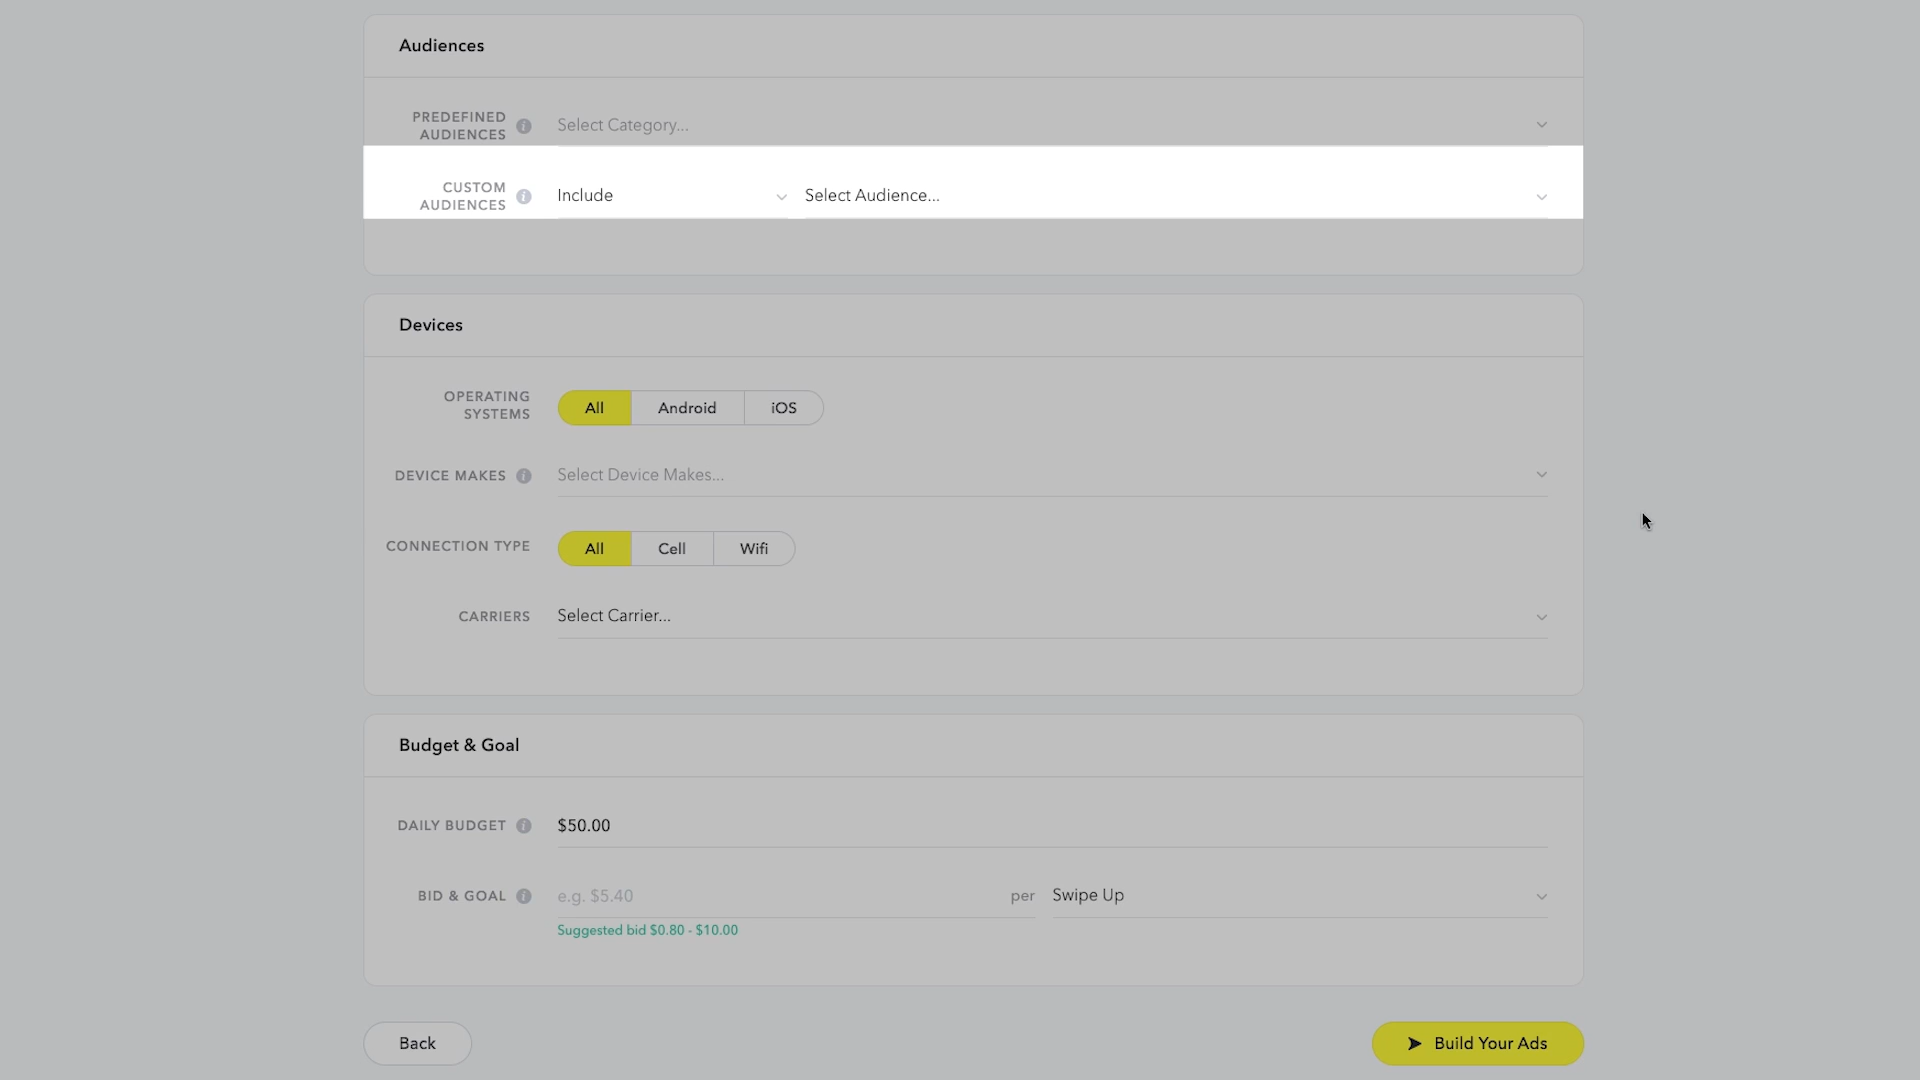 Audiences
PREDEFINED
AUDIENCES
Select Category...
CUSTOM
AUDIENCES
Include
Select Audience...
Devices
OPERATING
SYSTEMS
All
Android
iOS
DEVICE MAKES
Select Device Makes...
CONNECTION TYPE
All
Cell
Wifi
CARRIERS
Select Carrier...
Budget & Goal
DAILY BUDGET
$50.00
BID & GOAL
e.g. $5.40
per
Swipe Up
Suggested bid $0.80 - $10.00
Back
Build Your Ads